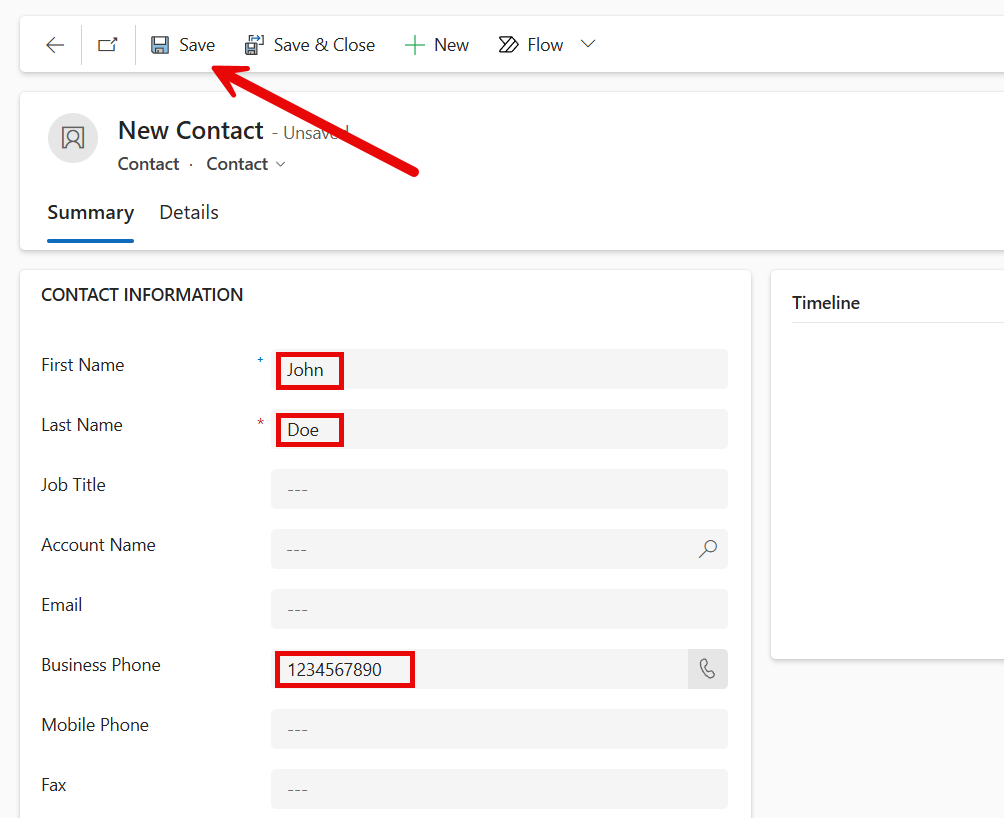 Save Save & Close New Flow
New Contact - Unsaved
Contact · Contact
Summary Details
CONTACT INFORMATION
Timeline
First Name + John
Last Name * Doe
Job Title ---
Account Name ---
Email ---
Business Phone 1234567890
Mobile Phone ---
Fax ---